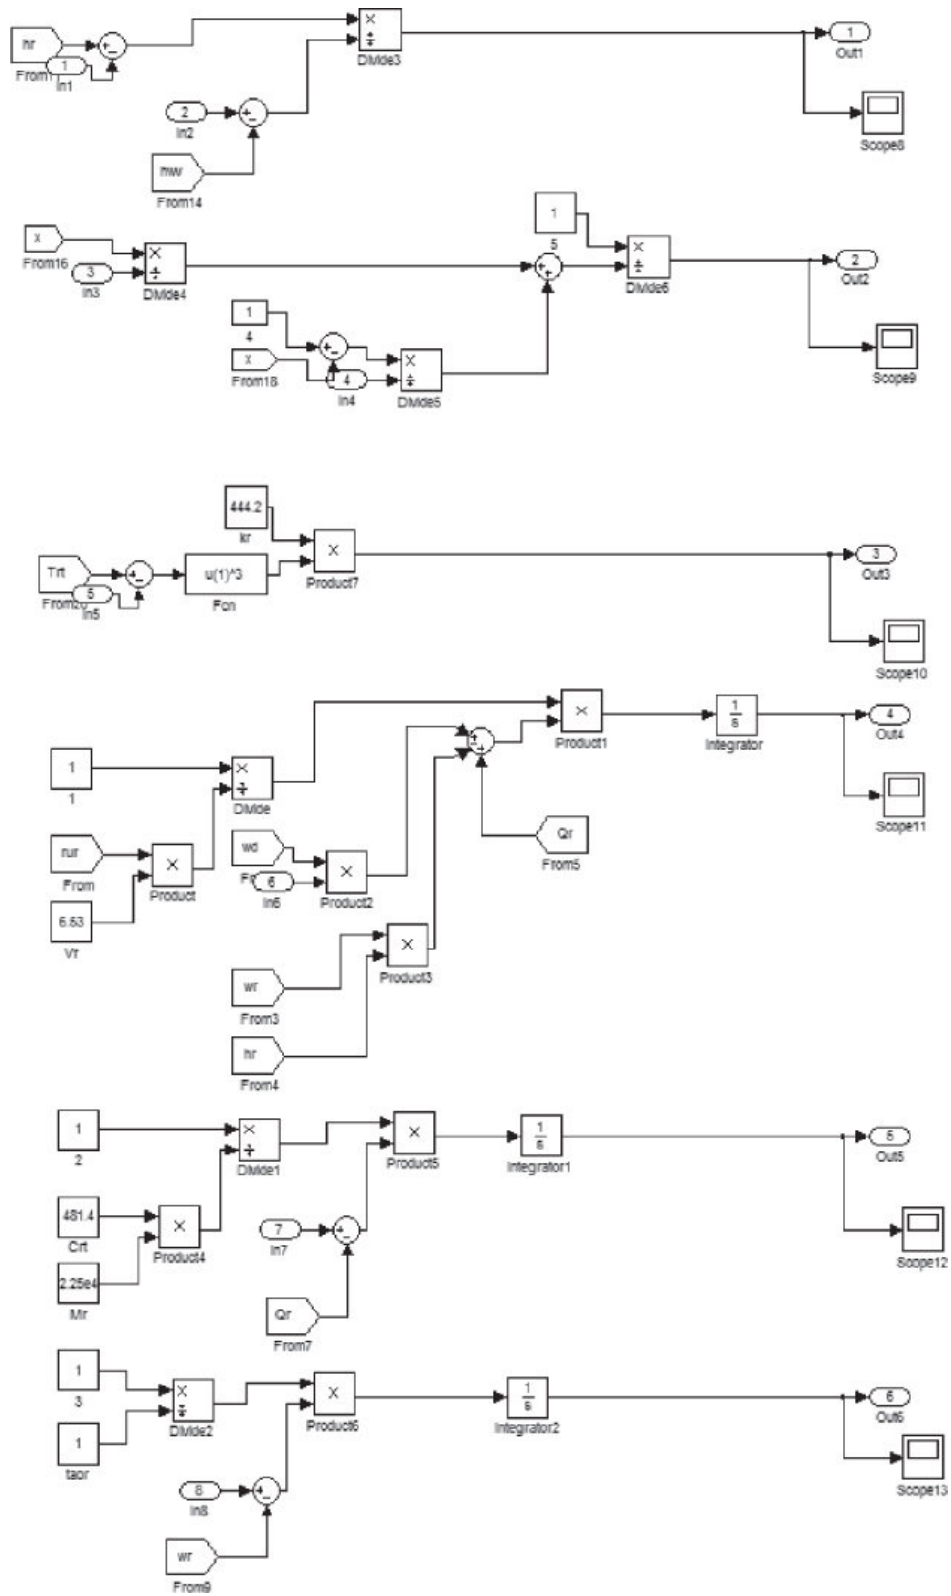 hr
From1
1
In1
×
÷
Divide3
1
Out1
Scope8
2
In2
hw
From14
x
From16
3
In3
×
÷
Divide4
1
5
×
÷
Divide6
2
Out2
Scope9
1
4
x
From18
4
In4
×
÷
Divide5
444.2
kr
Trt
From20
5
In5
u(1)^3
Fcn
×
Product7
3
Out3
Scope10
×
Product1
1
s
Integrator
4
Out4
Scope11
1
1
×
÷
Divide
rur
From
×
Product
6.53
Vr
wd
6
In6
×
Product2
Qr
From5
×
Product3
wr
From3
hr
From4
1
2
×
÷
Divide1
×
Product5
1
s
Integrator1
5
Out5
Scope12
481.4
Crt
×
Product4
2.25e4
Mr
7
In7
Qr
From7
1
3
×
÷
Divide2
×
Product6
1
s
Integrator2
6
Out6
Scope13
1
taor
8
In8
wr
From9